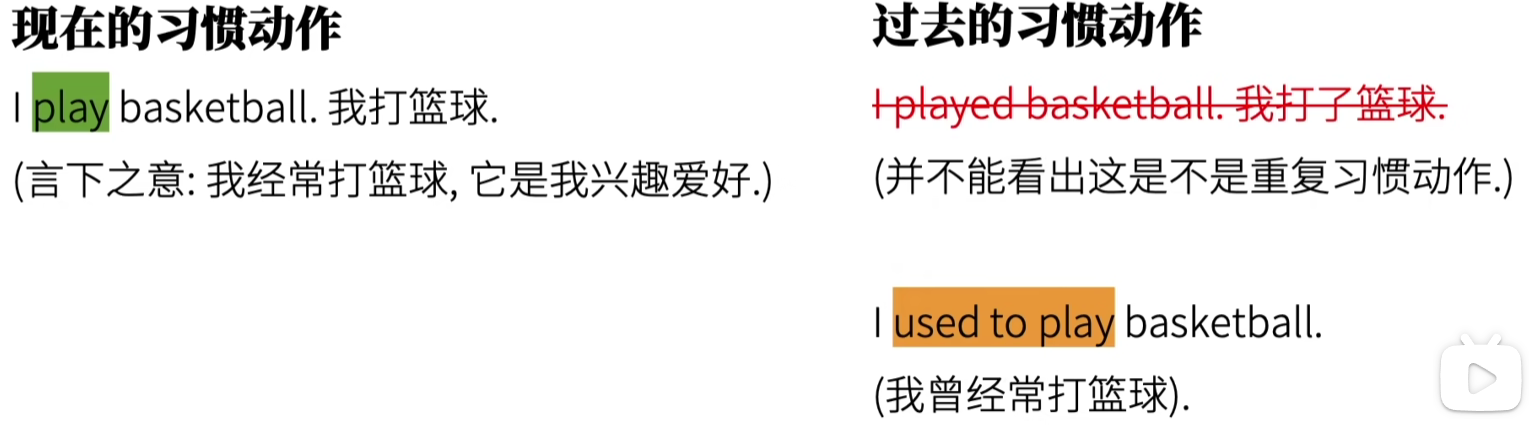 现在的习惯动作
I play basketball. 我打篮球.
(言下之意: 我经常打篮球, 它是我兴趣爱好.)
过去的习惯动作
I played basketball. 我打了篮球.
(并不能看出这是不是重复习惯动作.)
I used to play basketball.
(我曾经常打篮球).